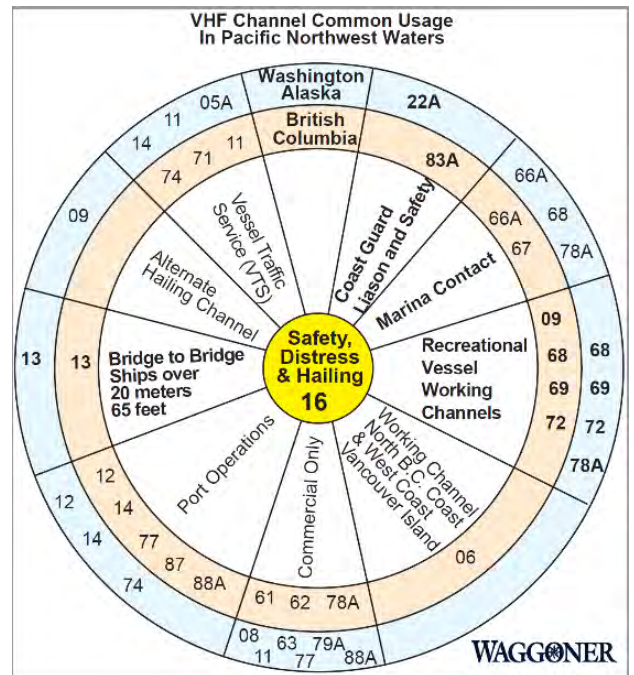 VHF Channel Common Usage
In Pacific Northwest Waters
Washington
Alaska
British
Columbia
22A
83A
Coast Guard
Liason and Safety
66A
68
78A
66A
67
Marina Contact
09
68
69
72
68
69
72
78A
Recreational
Vessel
Working
Channels
Working Channel
North B.C. Coast
& West Coast
Vancouver Island
06
Commercial Only
61 62 78A
08 63 79A
11 77 88A
Port Operations
12
14
77
87
88A
12
14
74
Bridge to Bridge
Ships over
20 meters
65 feet
13
13
Alternate
Hailing Channel
09
Vessel Traffic
Service (VTS)
74 71 11
14 11 05A
Safety,
Distress
& Hailing
16
WAGGONER